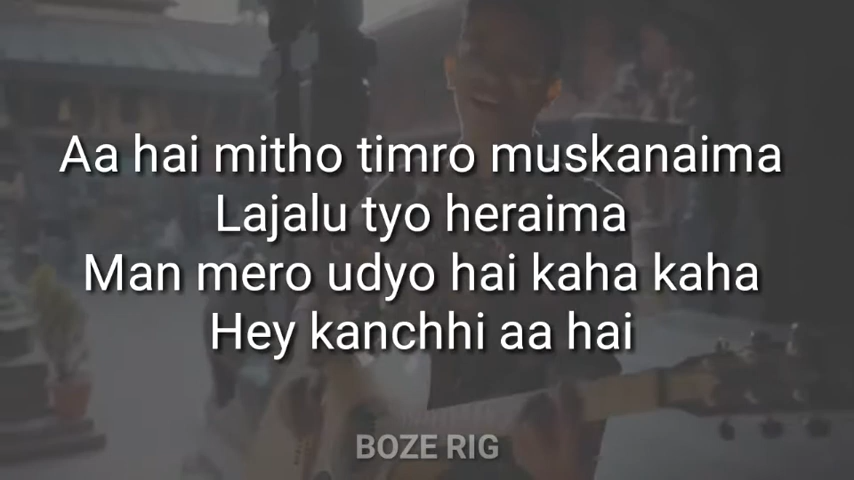 Aa hai mitho timro muskanaima
Lajalu tyo heraima
Man mero udyo hai kaha kaha
Hey kanchhi aa hai
BOZE RIG